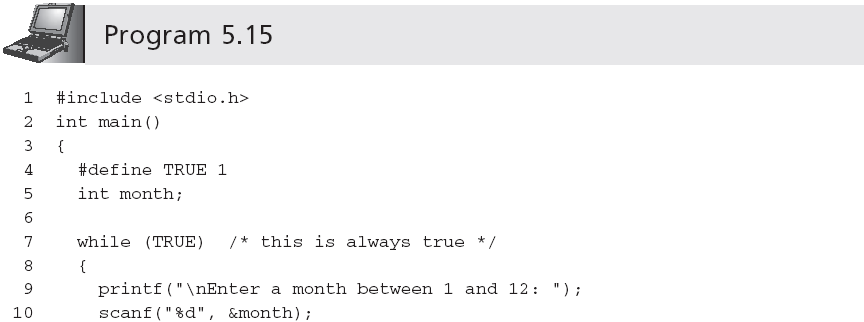 Program 5.15
1 #include <stdio.h>
2 int main()
3 {
4 #define TRUE 1
5 int month;
6
7 while (TRUE) /* this is always true */
8 {
9 printf("\nEnter a month between 1 and 12: ");
10 scanf("%d", &month);